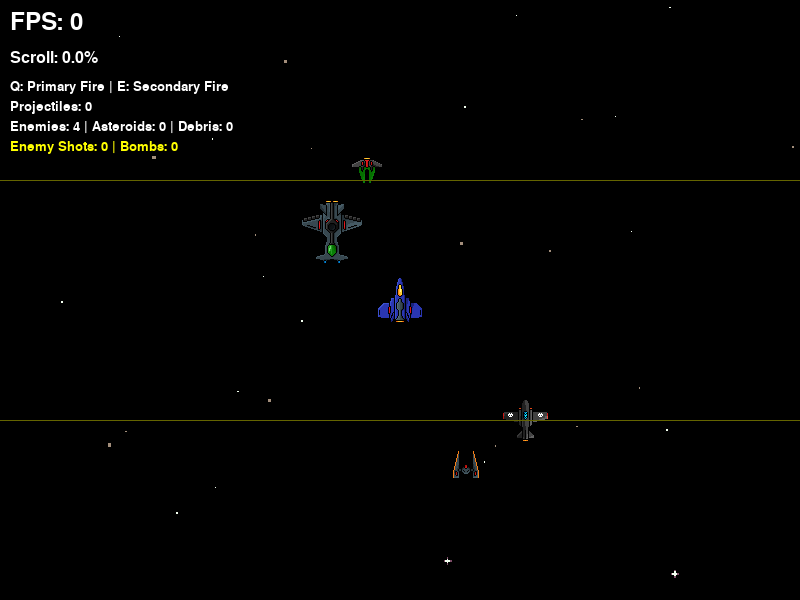 FPS: 0
Scroll: 0.0%
Q: Primary Fire | E: Secondary Fire
Projectiles: 0
Enemies: 4 | Asteroids: 0 | Debris: 0
Enemy Shots: 0 | Bombs: 0